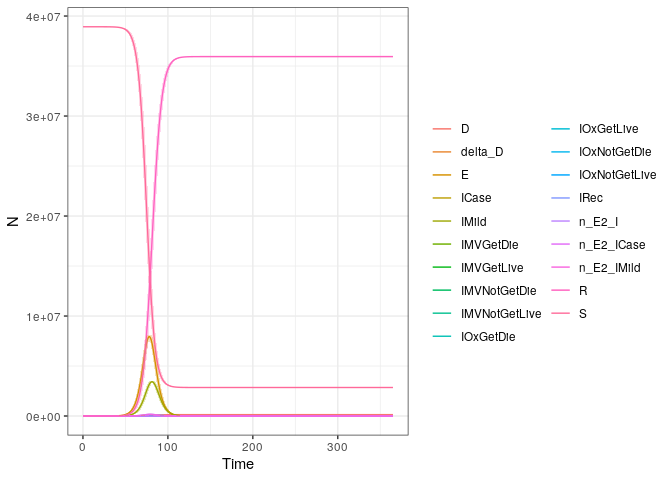 4e+07
3e+07
2e+07
1e+07
0e+00
N
0 100 200 300
Time
D
delta_D
E
ICase
IMild
IMVGetDie
IMVGetLive
IMVNotGetDie
IMVNotGetLive
IOxGetDie
IOxGetLive
IOxNotGetDie
IOxNotGetLive
IRec
n_E2_I
n_E2_ICase
n_E2_IMild
R
S